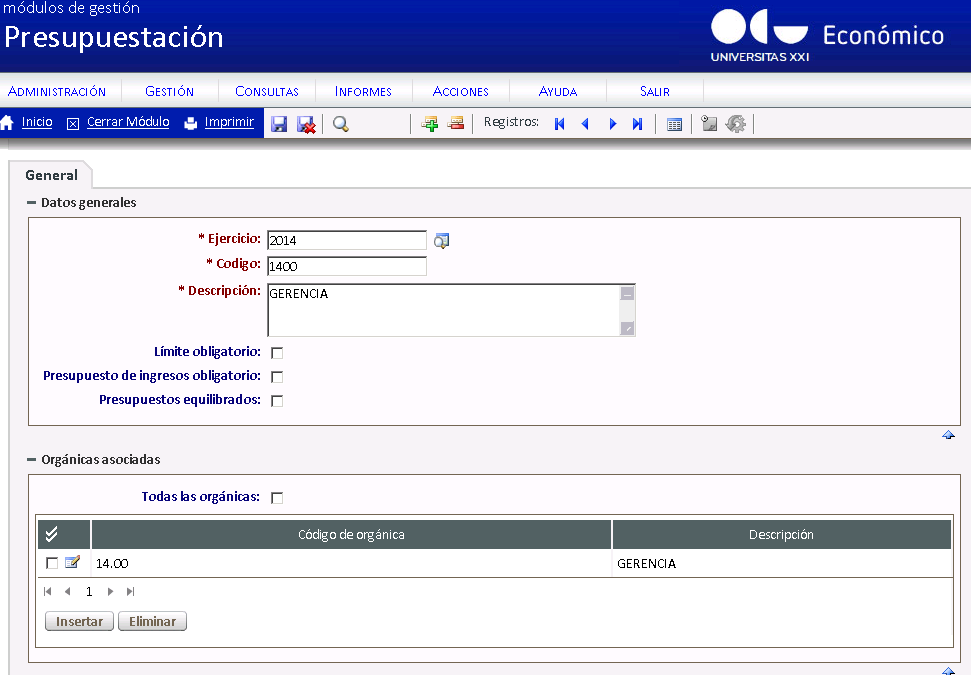 módulos de gestión
Presupuestación
UNIVERSITAS XXI
Económico
ADMINISTRACIÓN GESTIÓN CONSULTAS INFORMES ACCIONES AYUDA SALIR
Inicio Cerrar Módulo Imprimir Registros:
General
Datos generales
* Ejercicio: 2014
* Codigo: 1400
* Descripción: GERENCIA
Límite obligatorio:
Presupuesto de ingresos obligatorio:
Presupuestos equilibrados:
Orgánicas asociadas
Todas las orgánicas:
Código de orgánica Descripción
14.00 GERENCIA
1
Insertar Eliminar